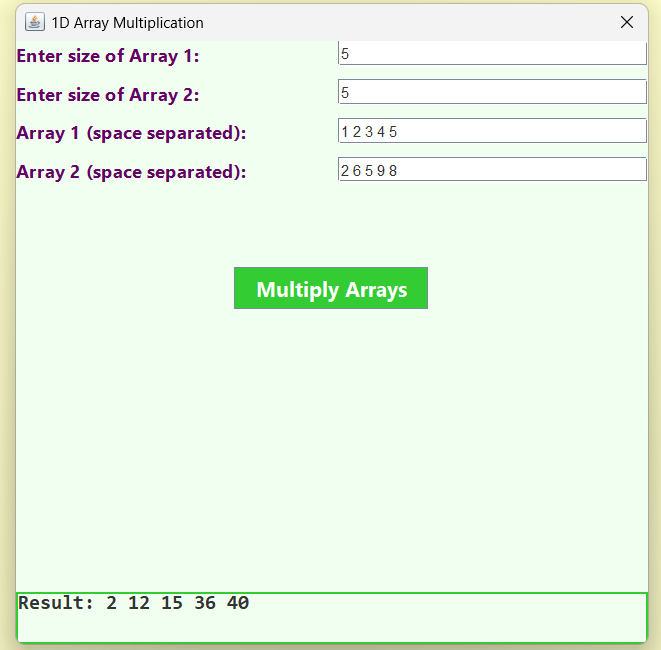 1D Array Multiplication
Enter size of Array 1: 5
Enter size of Array 2: 5
Array 1 (space separated): 1 2 3 4 5
Array 2 (space separated): 2 6 5 9 8
Multiply Arrays
Result: 2 12 15 36 40